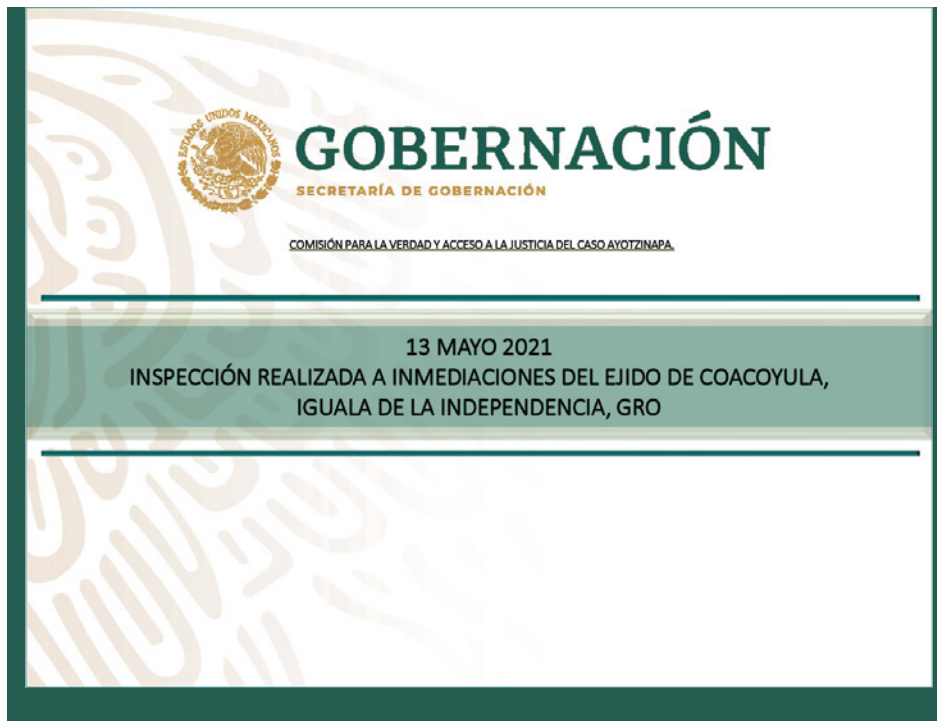 ESTADOS UNIDOS MEXICANOS
GOBERNACIÓN
SECRETARÍA DE GOBERNACIÓN
COMISIÓN PARA LA VERDAD Y ACCESO A LA JUSTICIA DEL CASO AYOTZINAPA.
13 MAYO 2021
INSPECCIÓN REALIZADA A INMEDIACIONES DEL EJIDO DE COACOYULA,
IGUALA DE LA INDEPENDENCIA, GRO